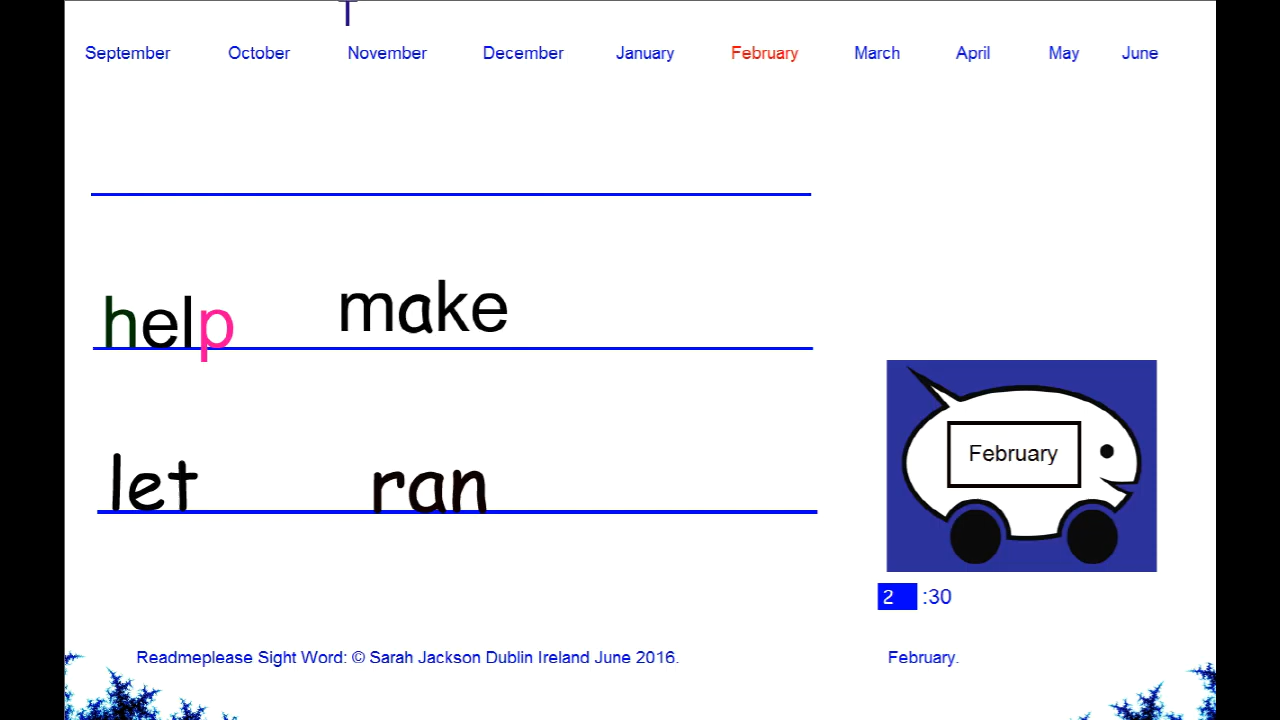 T
September October November December January February March April May June
help make
let ran
February
2 :30
Readmeplease Sight Word: © Sarah Jackson Dublin Ireland June 2016. February.